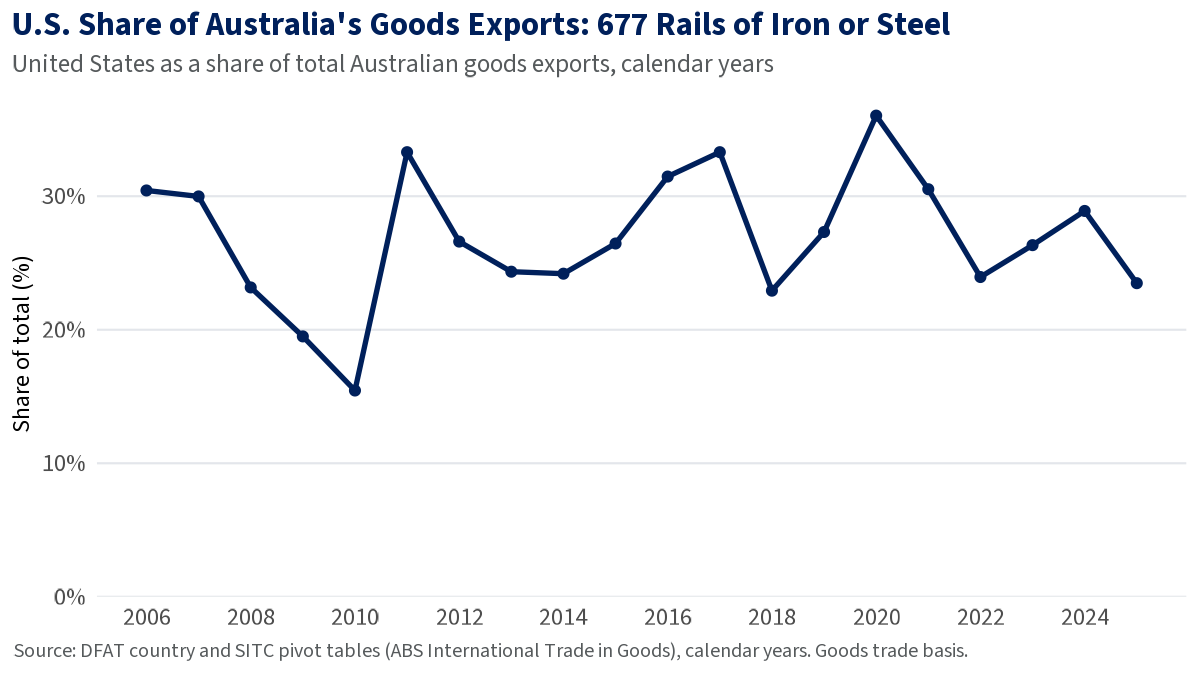 U.S. Share of Australia's Goods Exports: 677 Rails of Iron or Steel
United States as a share of total Australian goods exports, calendar years
Share of total (%)
30%
20%
10%
0%
2006 2008 2010 2012 2014 2016 2018 2020 2022 2024
Source: DFAT country and SITC pivot tables (ABS International Trade in Goods), calendar years. Goods trade basis.